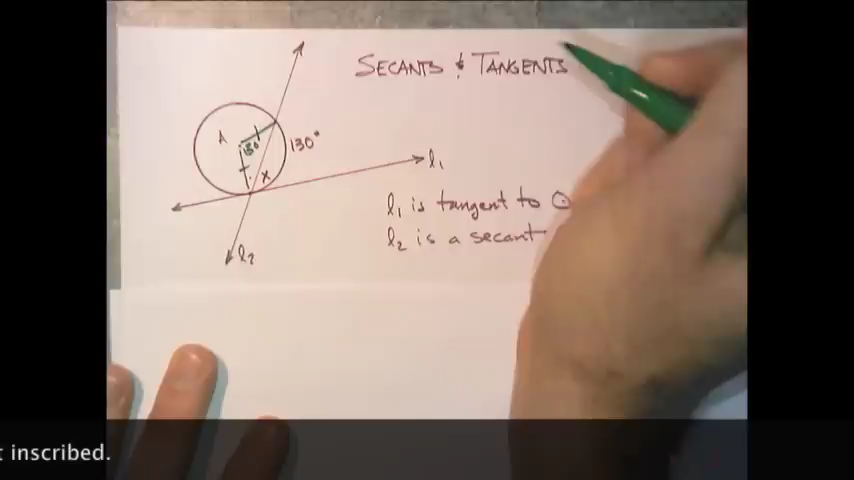 SECANTS & TANGENTS
A
130
130°
x
l₁
l₁ is tangent to ⊙
l₂ is a secant
l₂
inscribed.